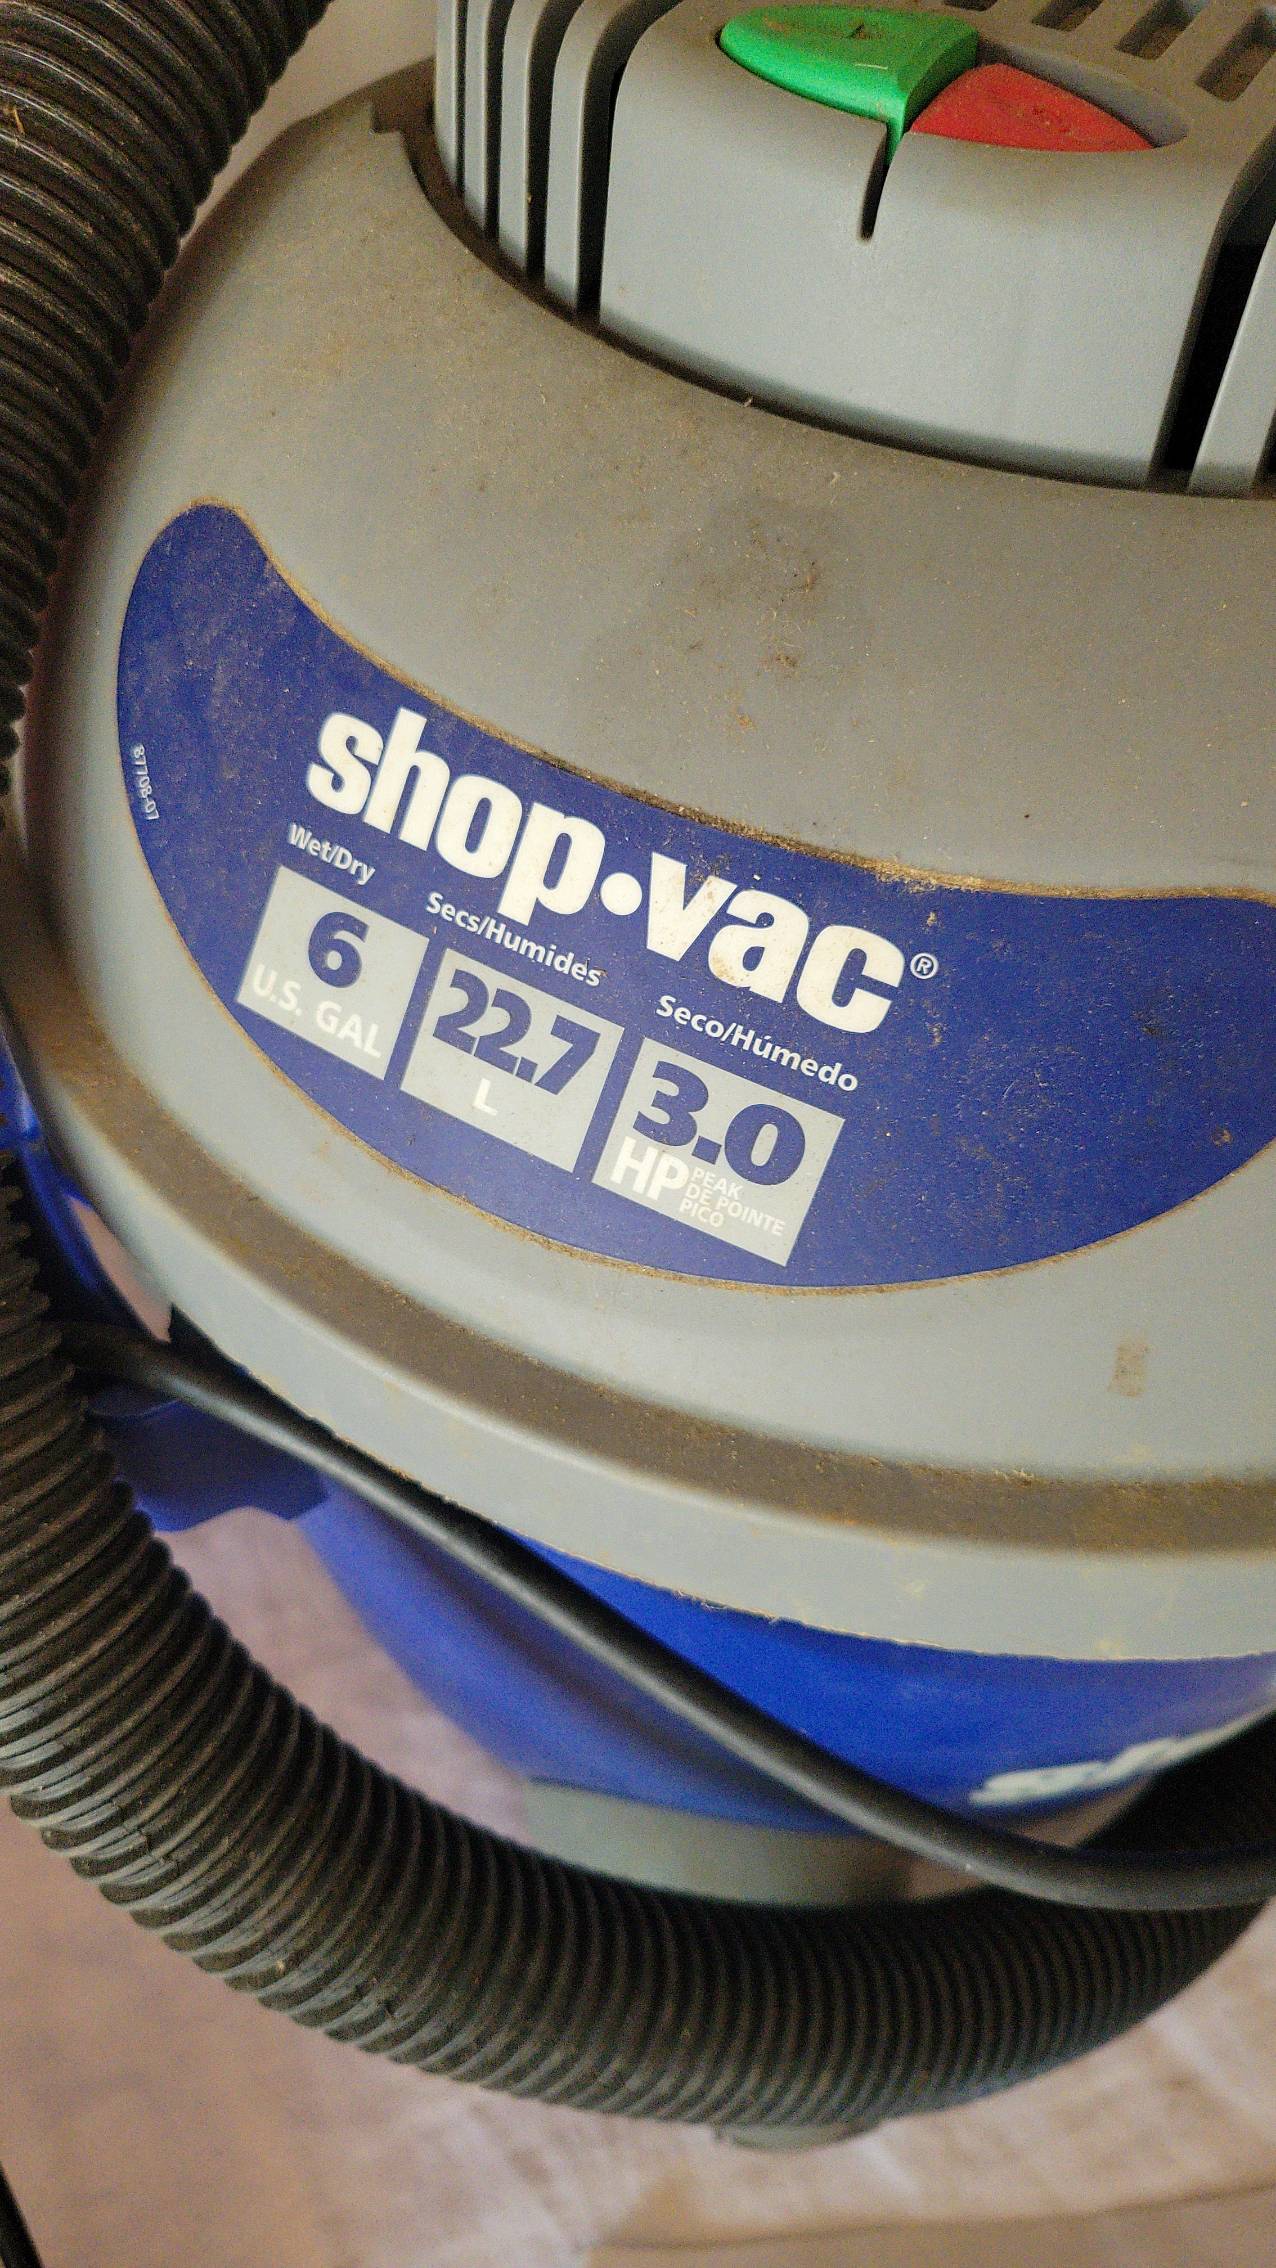 shop·vac®
Wet/Dry
Secs/Humides
Seco/Húmedo
6
U.S. GAL
22.7
L
3.0
HP
PEAK
DE POINTE
PICO